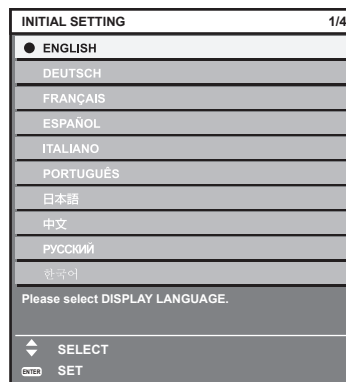 INITIAL SETTING 1/4
ENGLISH
DEUTSCH
FRANÇAIS
ESPAÑOL
ITALIANO
PORTUGUÊS
日本語
中文
РУССКИЙ
한국어
Please select DISPLAY LANGUAGE.
SELECT
ENTER SET